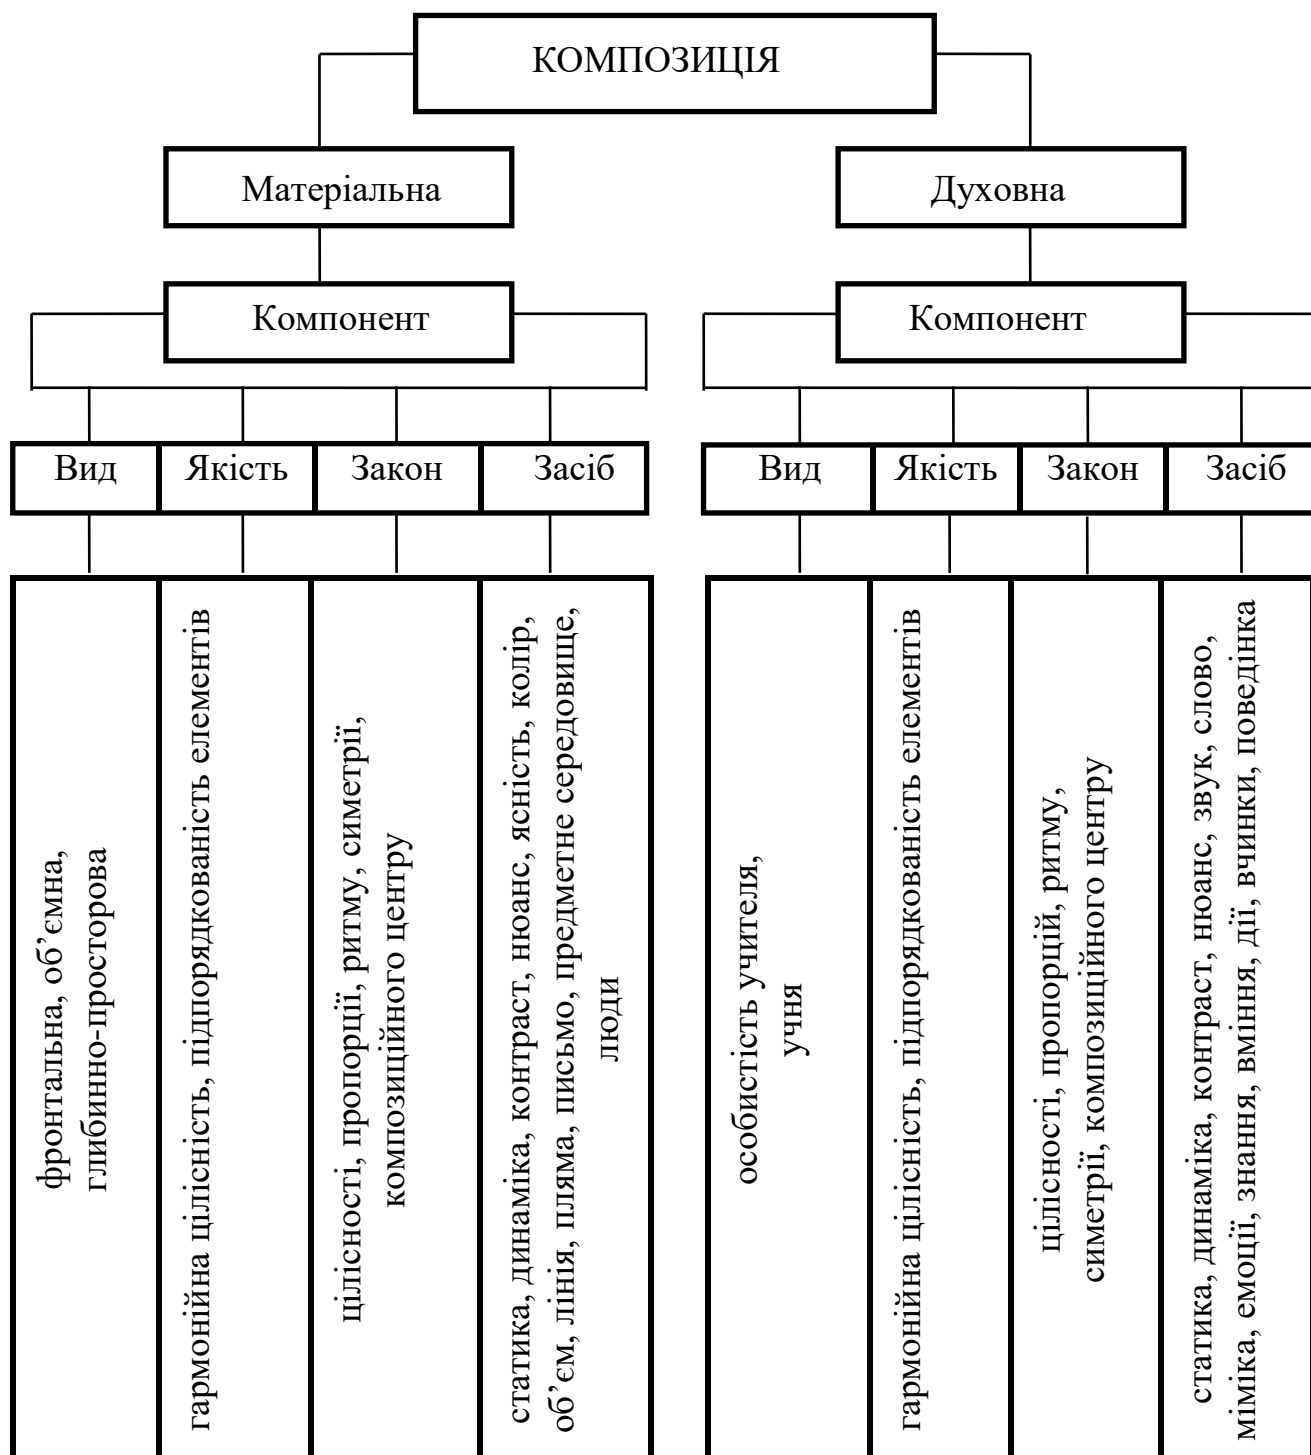 КОМПОЗИЦІЯ
Матеріальна
Духовна
Компонент
Компонент
Вид
Якість
Закон
Засіб
Вид
Якість
Закон
Засіб
фронтальна, об’ємна,
глибинно-просторова
гармонійна цілісність, підпорядкованість елементів
цілісності, пропорції, ритму, симетрії,
композиційного центру
статика, динаміка, контраст, нюанс, ясність, колір,
об’єм, лінія, пляма, письмо, предметне середовище,
люди
особистість учителя,
учня
гармонійна цілісність, підпорядкованість елементів
цілісності, пропорцій, ритму,
симетрії, композиційного центру
статика, динаміка, контраст, нюанс, звук, слово,
міміка, емоції, знання, вміння, дії, вчинки, поведінка